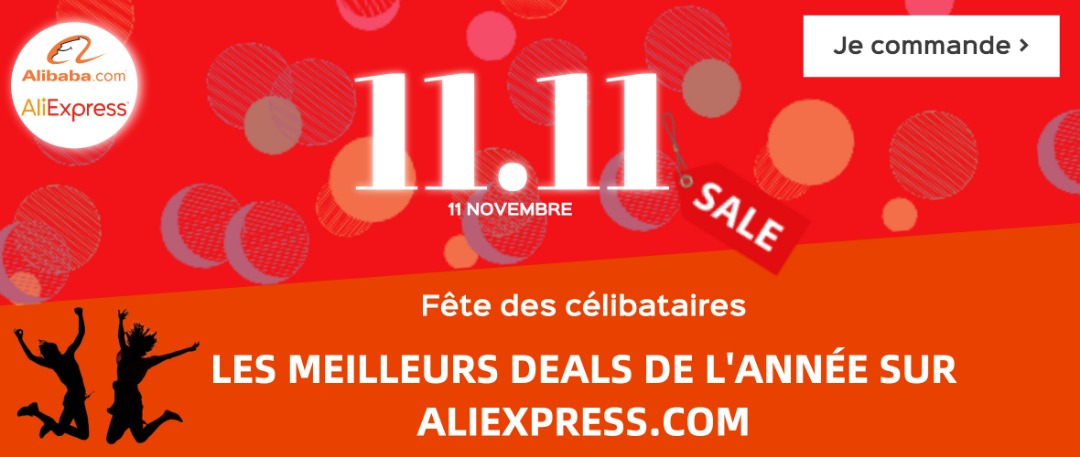 Alibaba.com
AliExpress
Je commande >
11.11
11 NOVEMBRE
SALE
Fête des célibataires
LES MEILLEURS DEALS DE L'ANNÉE SUR
ALIEXPRESS.COM